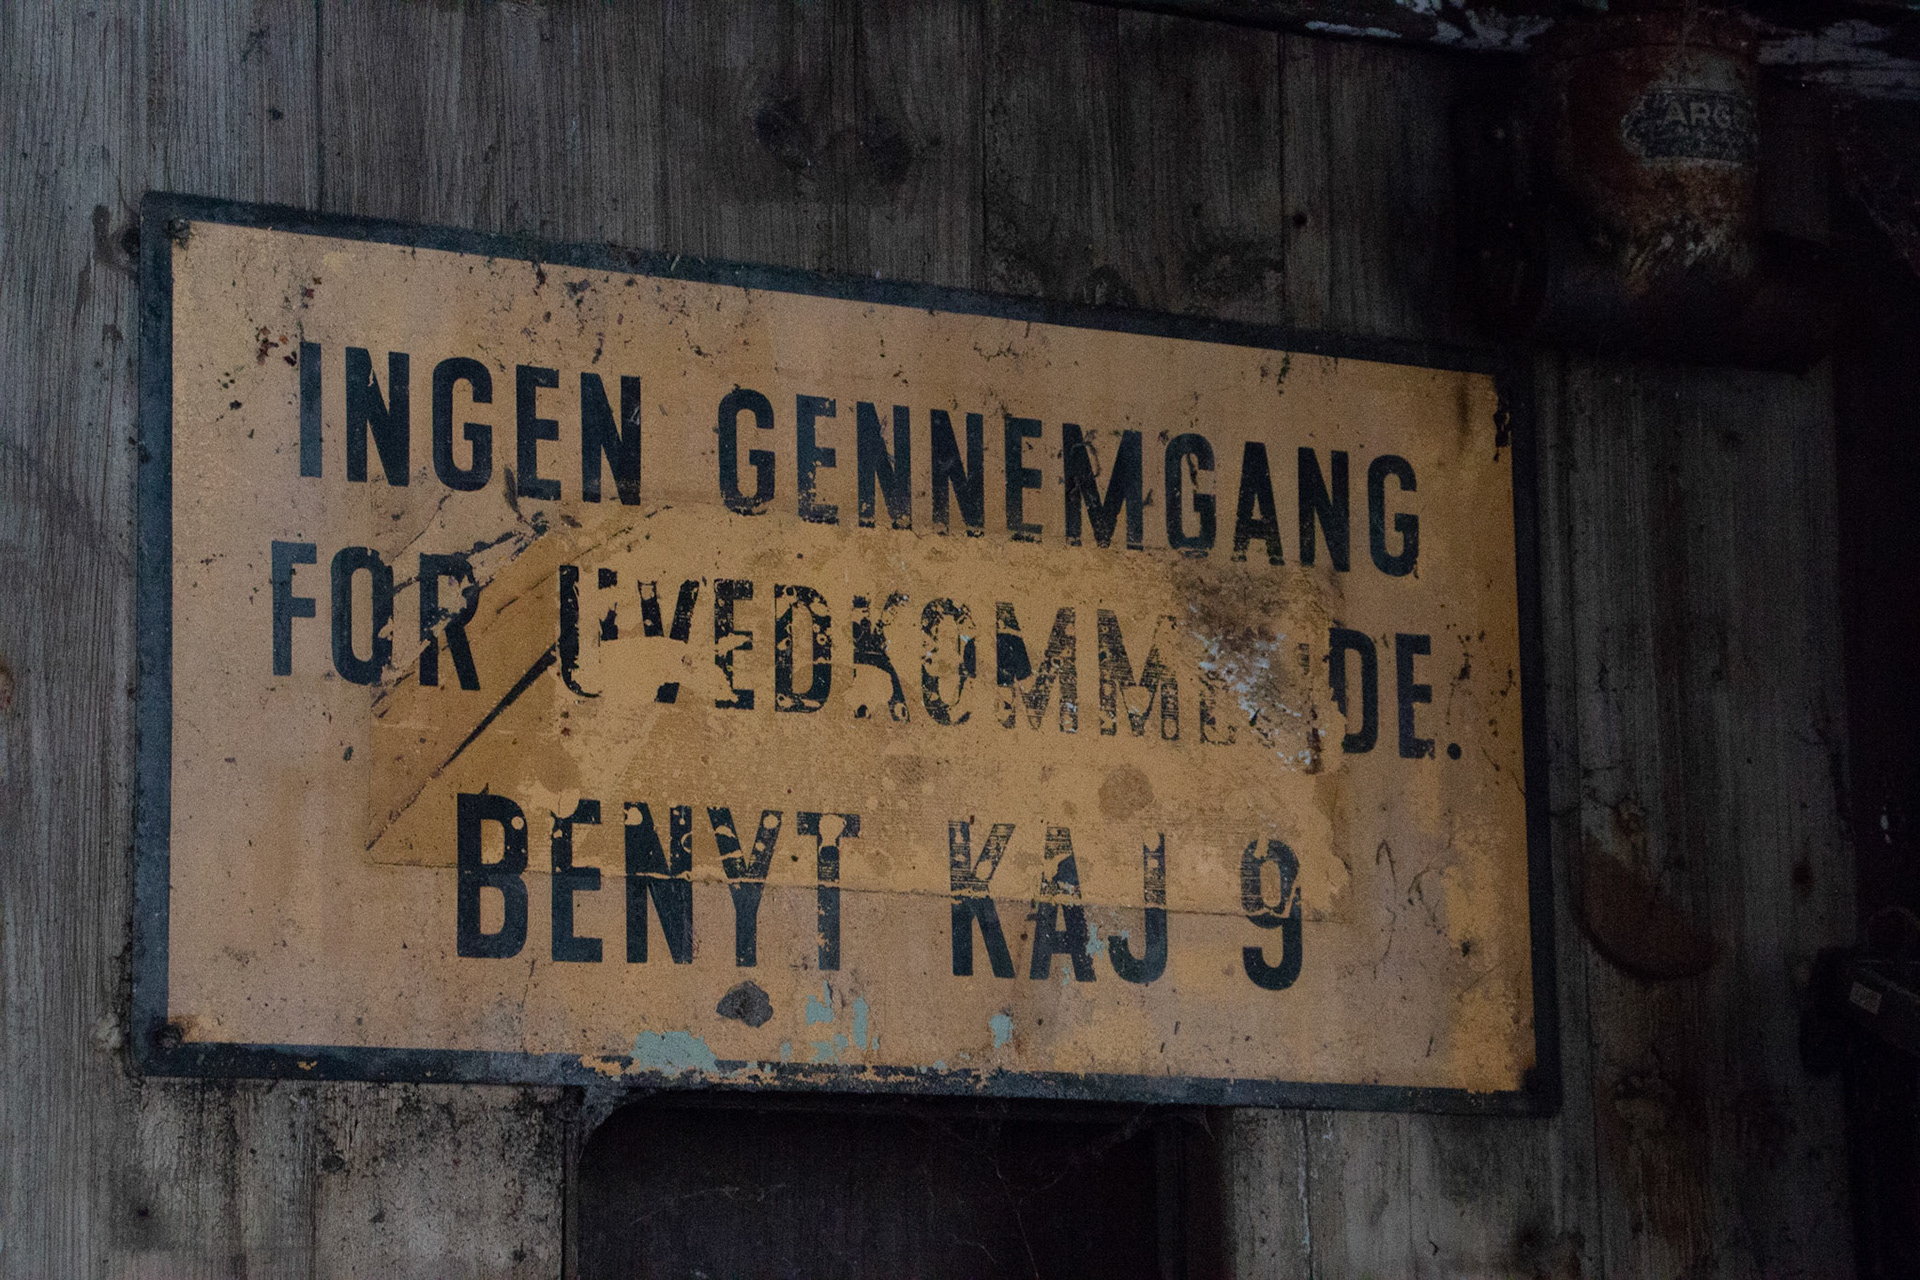 INGEN GENNEMGANG
FOR UVEDKOMMENDE.
BENYT KAJ 9